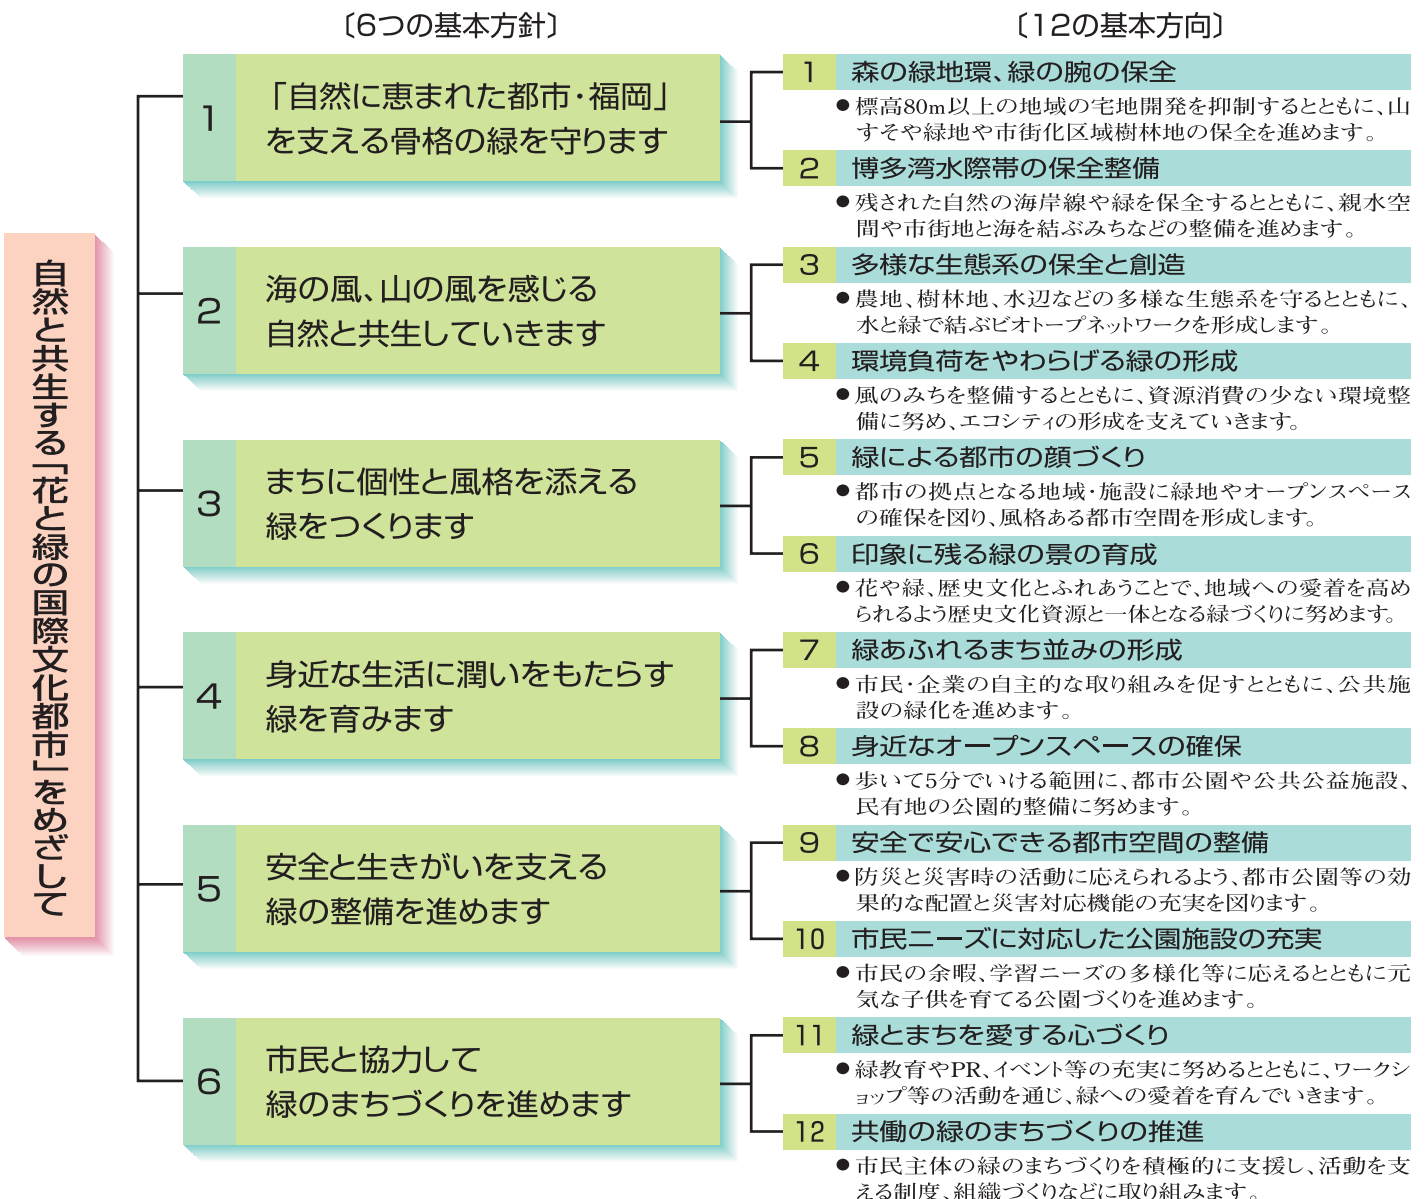 〔6つの基本方針〕
〔12の基本方向〕
自然と共生する「花と緑の国際文化都市」をめざして
1
「自然に恵まれた都市・福岡」
を支える骨格の緑を守ります
1 森の緑地環、緑の腕の保全
●標高80m以上の地域の宅地開発を抑制するとともに、山
すそや緑地や市街化区域樹林地の保全を進めます。
2 博多湾水際帯の保全整備
●残された自然の海岸線や緑を保全するとともに、親水空
間や市街地と海を結ぶみちなどの整備を進めます。
2
海の風、山の風を感じる
自然と共生していきます
3 多様な生態系の保全と創造
●農地、樹林地、水辺などの多様な生態系を守るとともに、
水と緑で結ぶビオトープネットワークを形成します。
4 環境負荷をやわらげる緑の形成
●風のみちを整備するとともに、資源消費の少ない環境整
備に努め、エコシティの形成を支えていきます。
3
まちに個性と風格を添える
緑をつくります
5 緑による都市の顔づくり
●都市の拠点となる地域・施設に緑地やオープンスペース
の確保を図り、風格ある都市空間を形成します。
6 印象に残る緑の景の育成
●花や緑、歴史文化とふれあうことで、地域への愛着を高め
られるよう歴史文化資源と一体となる緑づくりに努めます。
4
身近な生活に潤いをもたらす
緑を育みます
7 緑あふれるまち並みの形成
●市民・企業の自主的な取り組みを促すとともに、公共施
設の緑化を進めます。
8 身近なオープンスペースの確保
●歩いて5分でいける範囲に、都市公園や公共公益施設、
民有地の公園的整備に努めます。
5
安全と生きがいを支える
緑の整備を進めます
9 安全で安心できる都市空間の整備
●防災と災害時の活動に応えられるよう、都市公園等の効
果的な配置と災害対応機能の充実を図ります。
10 市民ニーズに対応した公園施設の充実
●市民の余暇、学習ニーズの多様化等に応えるとともに元
気な子供を育てる公園づくりを進めます。
6
市民と協力して
緑のまちづくりを進めます
11 緑とまちを愛する心づくり
●緑教育やPR、イベント等の充実に努めるとともに、ワークシ
ョップ等の活動を通じ、緑への愛着を育んでいきます。
12 共働の緑のまちづくりの推進
●市民主体の緑のまちづくりを積極的に支援し、活動を支
える制度、組織づくりなどに取り組みます。